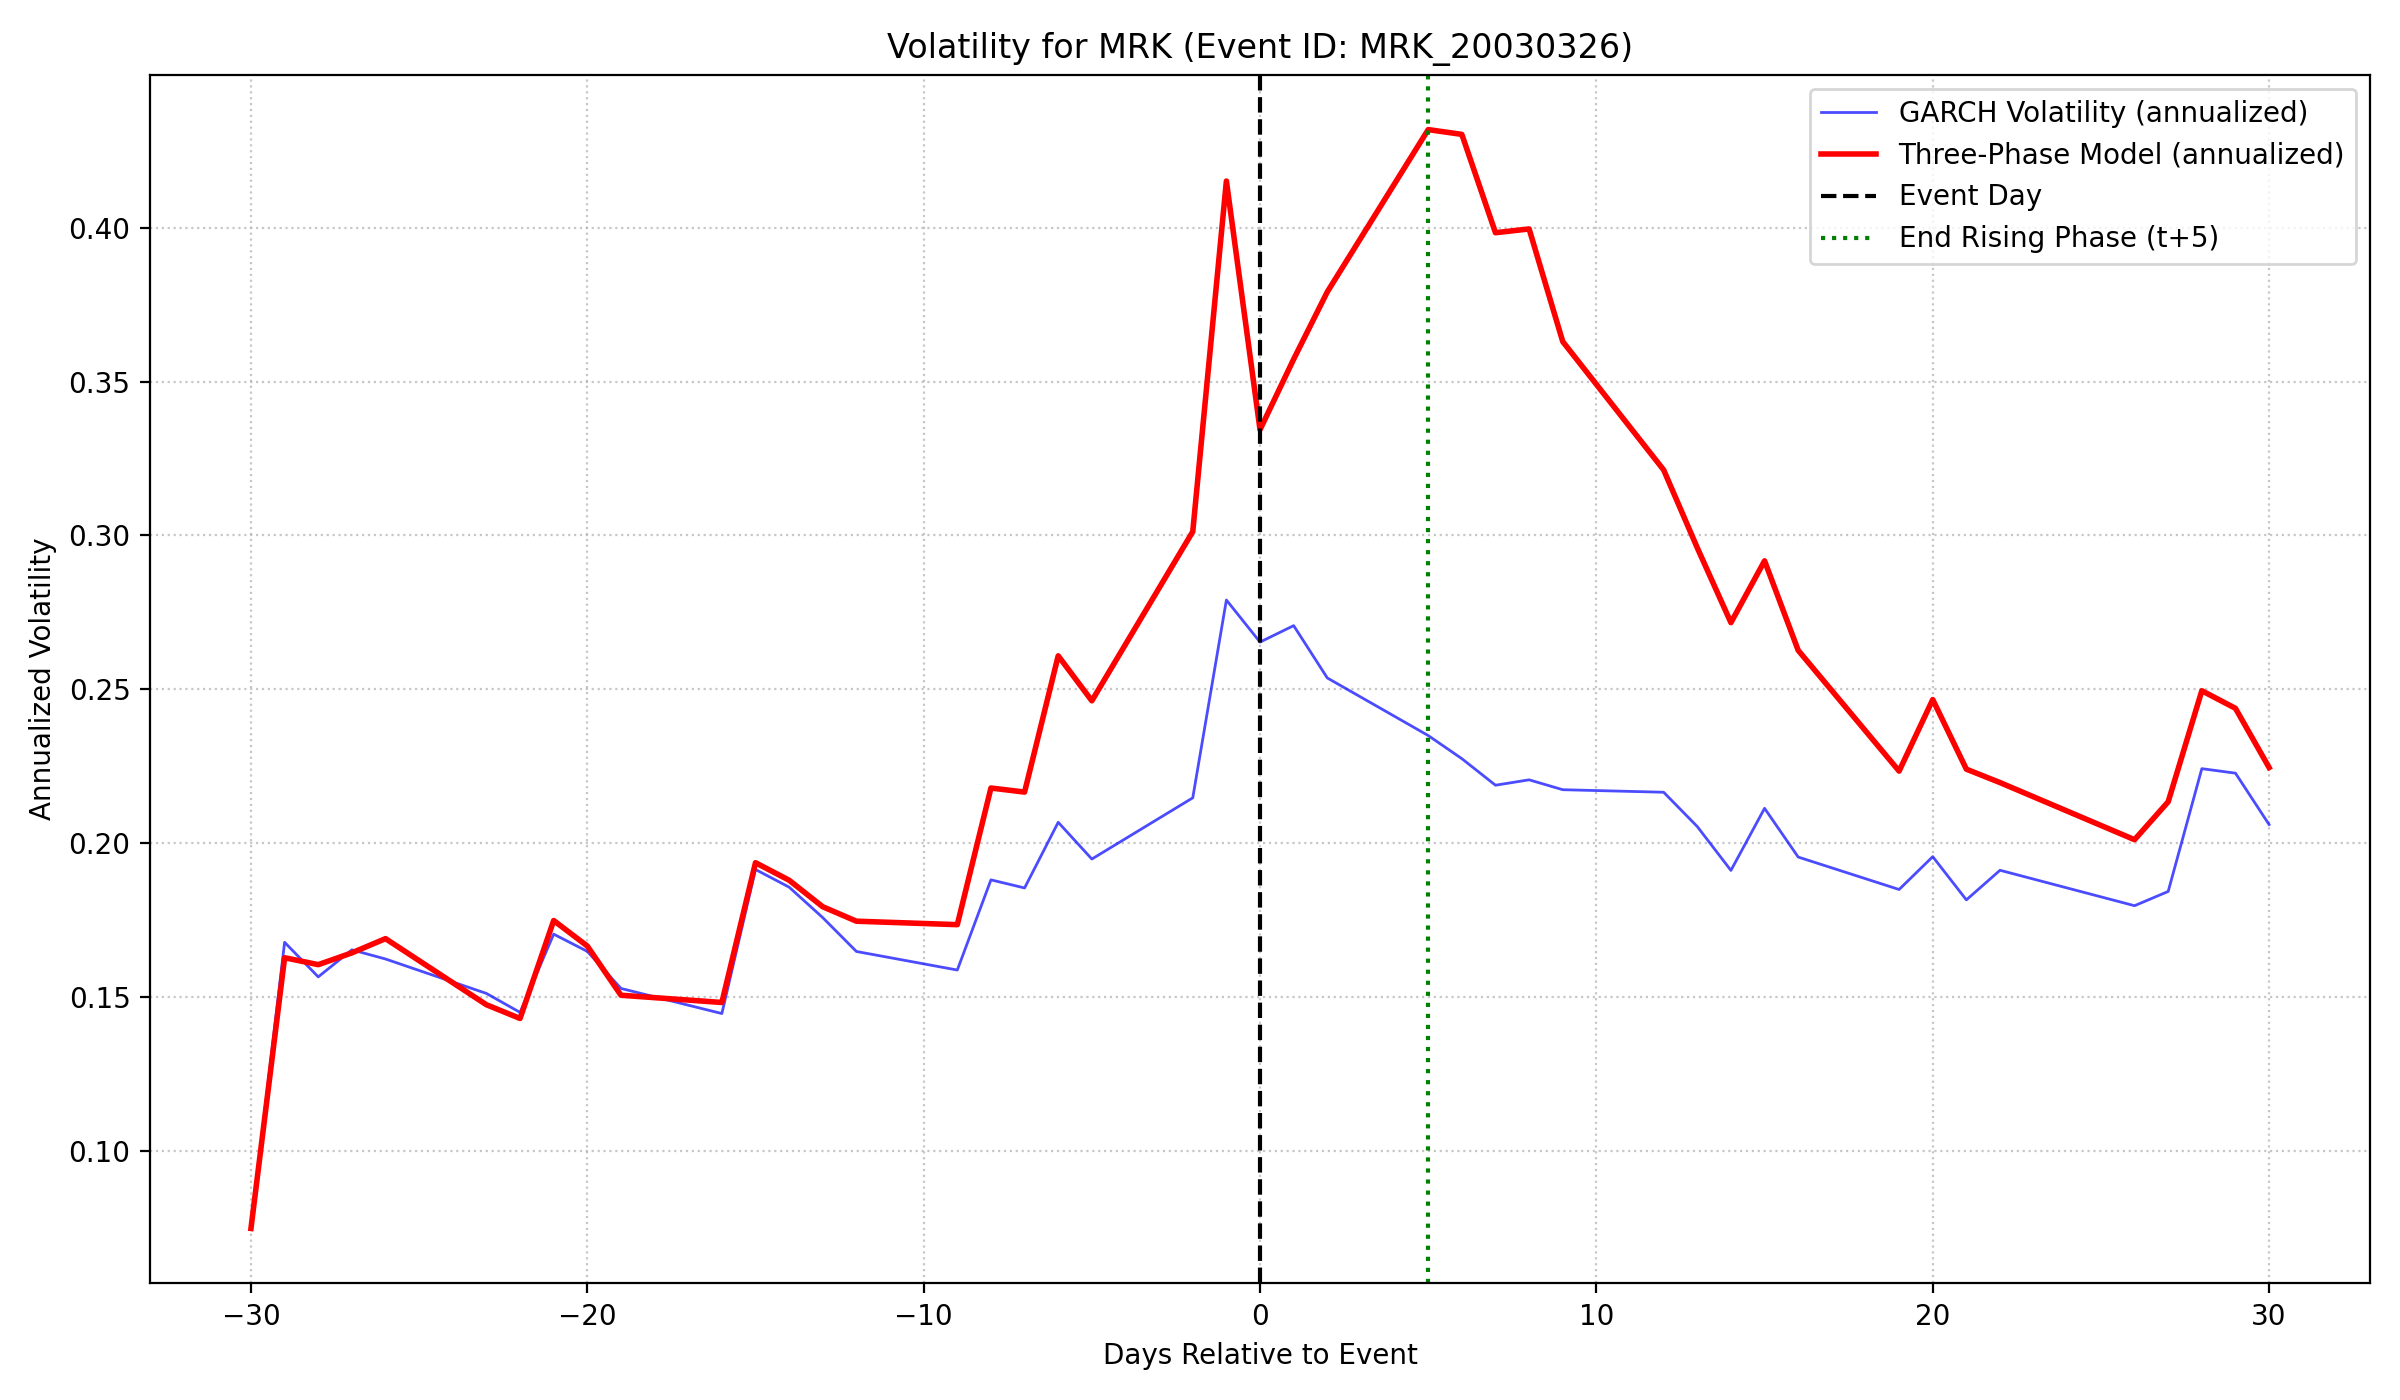 Volatility for MRK (Event ID: MRK_20030326)
GARCH Volatility (annualized)
Three-Phase Model (annualized)
Event Day
End Rising Phase (t+5)
Annualized Volatility
0.40
0.35
0.30
0.25
0.20
0.15
0.10
−30
−20
−10
0
10
20
30
Days Relative to Event